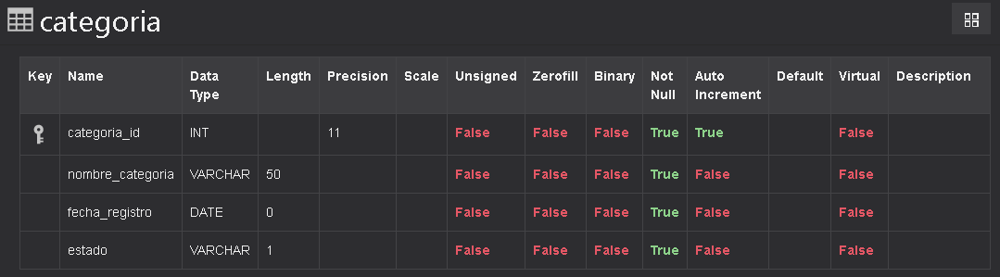 categoria
Key Name Data Type Length Precision Scale Unsigned Zerofill Binary Not Null Auto Increment Default Virtual Description
categoria_id INT 11 False False False True True False
nombre_categoria VARCHAR 50 False False False True False False
fecha_registro DATE 0 False False False True False False
estado VARCHAR 1 False False False True False False